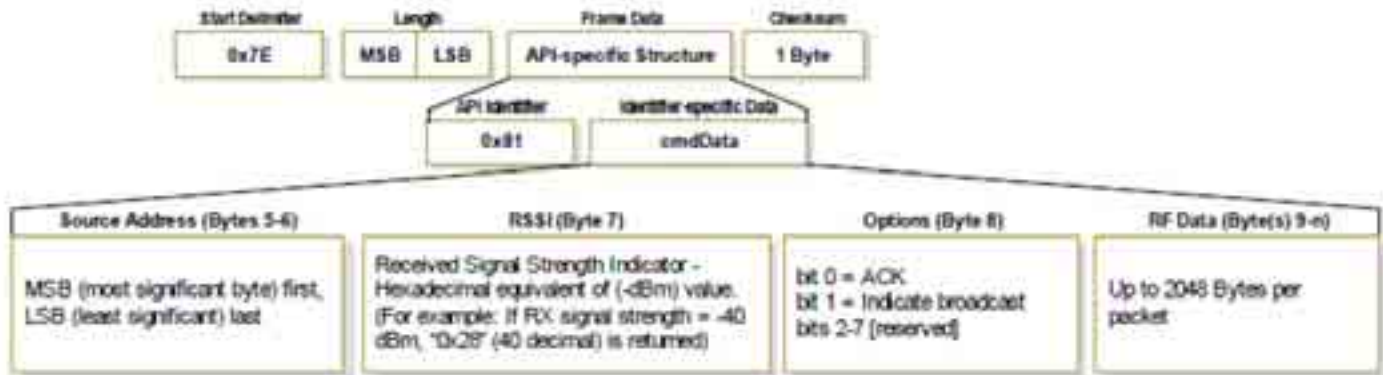 Start Delimiter Length Frame Data Checksum
0x7E MSB LSB API-specific Structure 1 Byte
API Identifier Identifier-specific Data
0x81 cmdData
Source Address (Bytes 5-6) RSSI (Byte 7) Options (Byte 8) RF Data (Byte(s) 9-n)
MSB (most significant byte) first,
LSB (least significant) last
Received Signal Strength Indicator -
Hexadecimal equivalent of (-dBm) value.
(For example: If RX signal strength = -40
dBm, "0x28" (40 decimal) is returned)
bit 0 = ACK
bit 1 = Indicate broadcast
bits 2-7 [reserved]
Up to 2048 Bytes per
packet